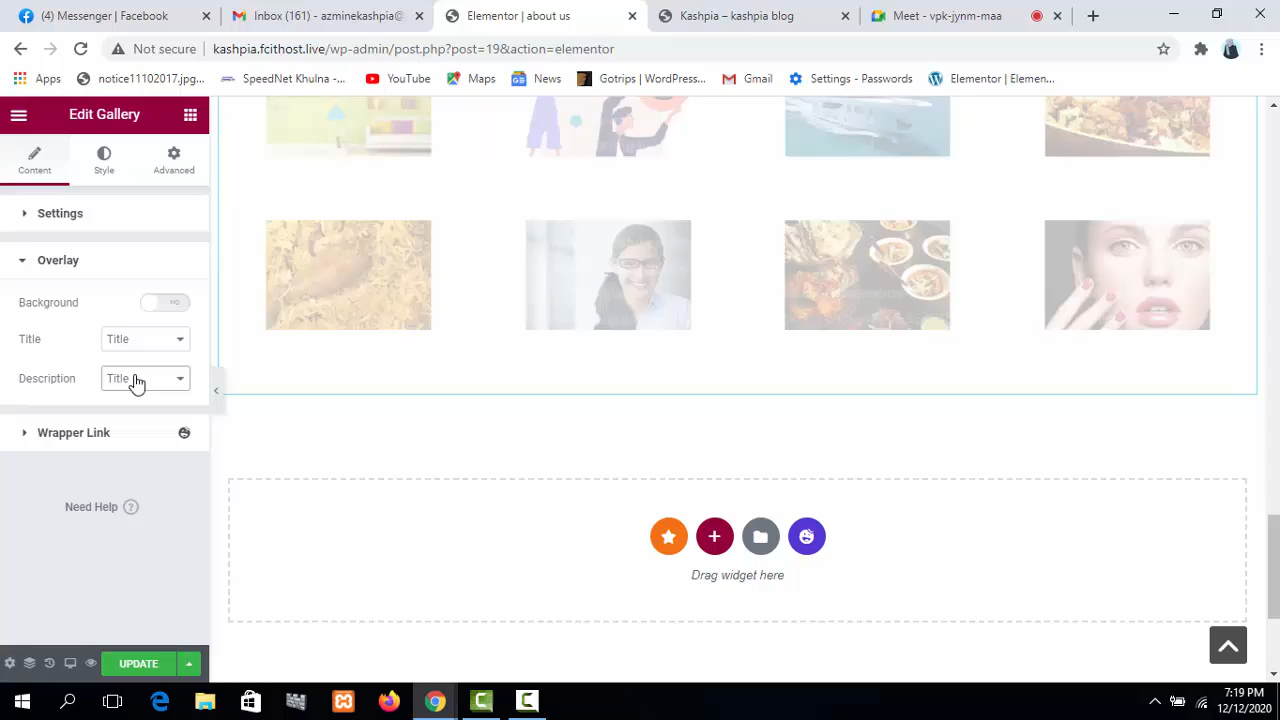 (4) Messenger | Facebook
Inbox (161) - azminekashpia@
Elementor | about us
Kashpia – kashpia blog
Meet - vpk-jynm-maa
Not secure
kashpia.fcithost.live/wp-admin/post.php?post=19&action=elementor
Apps
notice11102017.jpg...
SpeedNet Khulna -...
YouTube
Maps
News
Gotrips | WordPress...
Gmail
Settings - Passwords
Bementor | Elemen...
Edit Gallery
Content
Style
Advanced
Settings
Overlay
Background
NO
Title
Title
Description
Title
Wrapper Link
Need Help ?
UPDATE
Drag widget here
7:19 PM
12/12/2020